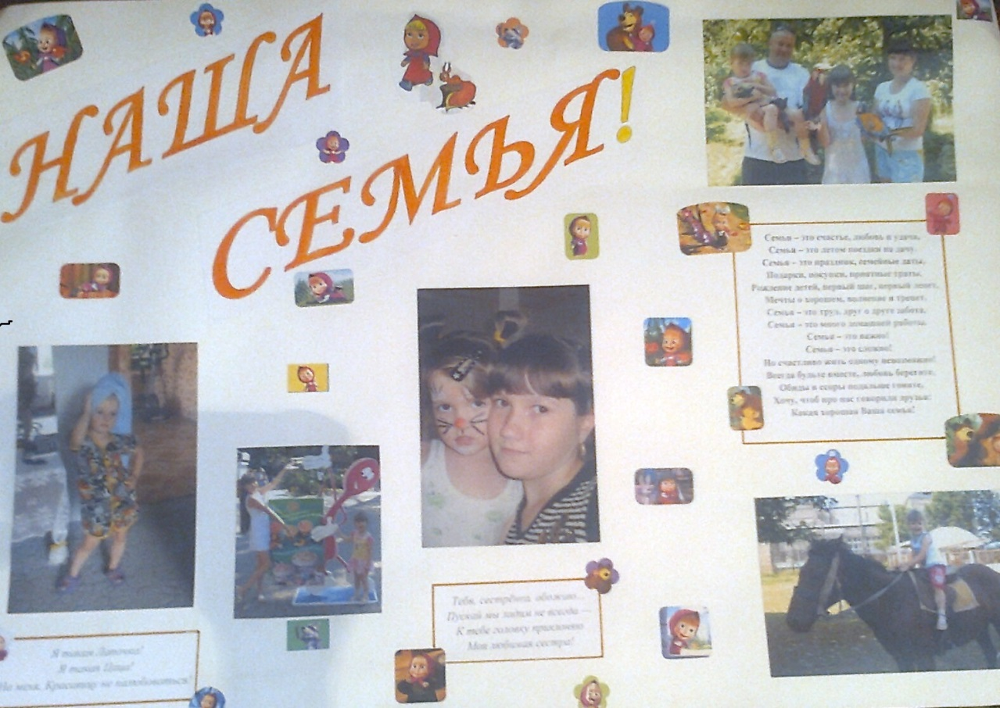 НАША
СЕМЬЯ!
Семья – это счастье, любовь и удача,
Семья – это летом поездки на дачу.
Семья – это праздник, семейные даты,
Подарки, покупки, приятные траты.
Рождение детей, первый шаг, первый лепет,
Мечты о хорошем, волнение и трепет.
Семья – это труд, друг о друге забота,
Семья – это много домашней работы.
Семья – это важно!
Семья – это сложно!
Но счастливо жить одному невозможно!
Всегда будьте вместе, любовь берегите,
Обиды и ссоры подальше гоните,
Хочу, чтоб про вас говорили друзья:
Какая хорошая Ваша семья!
Тебя, сестрёнка, обожаю...
Пускай мы ладим не всегда —
К тебе головку приклоняю
Моя любимая сестра!
Я такая Лапочка!
Я такая Цаца!
Но меня, Красавицу не налюбоваться!